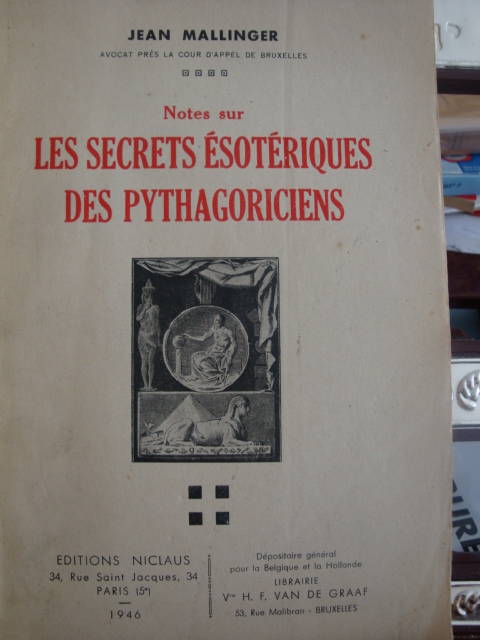 JEAN MALLINGER
AVOCAT PRÈS LA COUR D'APPEL DE BRUXELLES
Notes sur
LES SECRETS ÉSOTÉRIQUES
DES PYTHAGORICIENS
EDITIONS NICLAUS
34, Rue Saint Jacques, 34
PARIS (5e)
1946
Dépositaire général
pour la Belgique et la Hollande
LIBRAIRIE
Vve H. F. VAN DE GRAAF
53, Rue Malibran - BRUXELLES
URE